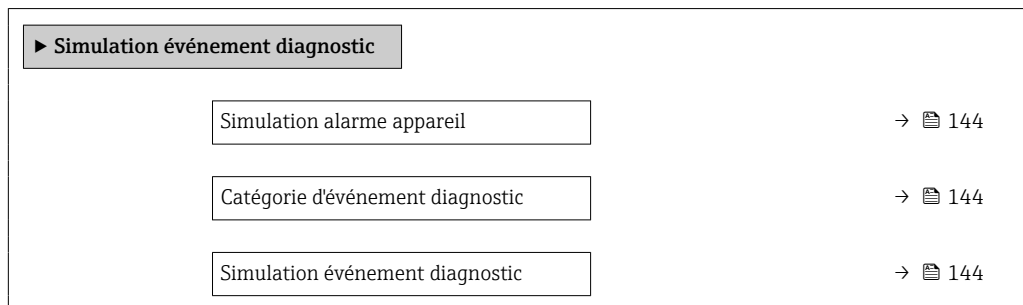 ▶ Simulation événement diagnostic
Simulation alarme appareil → 144
Catégorie d'événement diagnostic → 144
Simulation événement diagnostic → 144